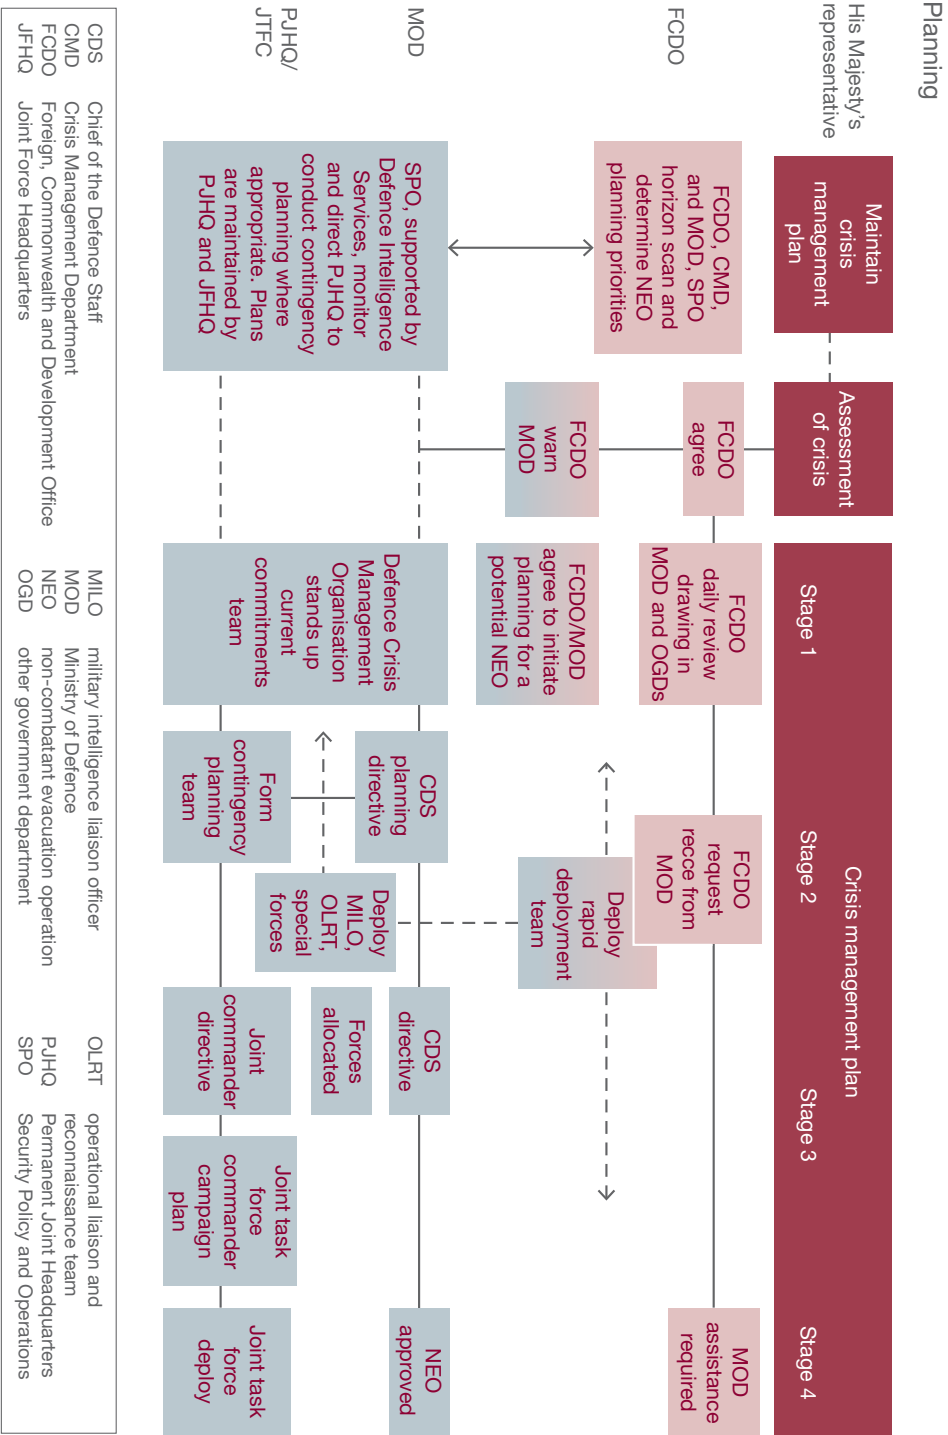 Planning
His Majesty's
representative
Maintain
crisis
management
plan
Assessment
of crisis
Crisis management plan
Stage 1
Stage 2
Stage 3
Stage 4
FCDO
FCDO, CMD,
and MOD, SPO
horizon scan and
determine NEO
planning priorities
FCDO
agree
FCDO
daily review
drawing in
MOD and OGDs
FCDO
request
recce from
MOD
MOD
assistance
required
FCDO
warn
MOD
FCDO/MOD
agree to initiate
planning for a
potential NEO
Deploy
rapid
deployment
team
MOD
PJHQ/
JTFC
SPO, supported by
Defence Intelligence
Services, monitor
and direct PJHQ to
conduct contingency
planning where
appropriate. Plans
are maintained by
PJHQ and JFHQ
Defence Crisis
Management
Organisation
stands up
current
commitments
team
CDS
planning
directive
Form
contingency
planning
team
Deploy
MILO,
OLRT,
special
forces
CDS
directive
Forces
allocated
Joint
commander
directive
Joint task
force
commander
campaign
plan
NEO
approved
Joint task
force
deploy
CDS Chief of the Defence Staff
CMD Crisis Management Department
FCDO Foreign, Commonwealth and Development Office
JFHQ Joint Force Headquarters
MILO military intelligence liaison officer
MOD Ministry of Defence
NEO non-combatant evacuation operation
OGD other government department
OLRT operational liaison and
reconnaissance team
PJHQ Permanent Joint Headquarters
SPO Security Policy and Operations